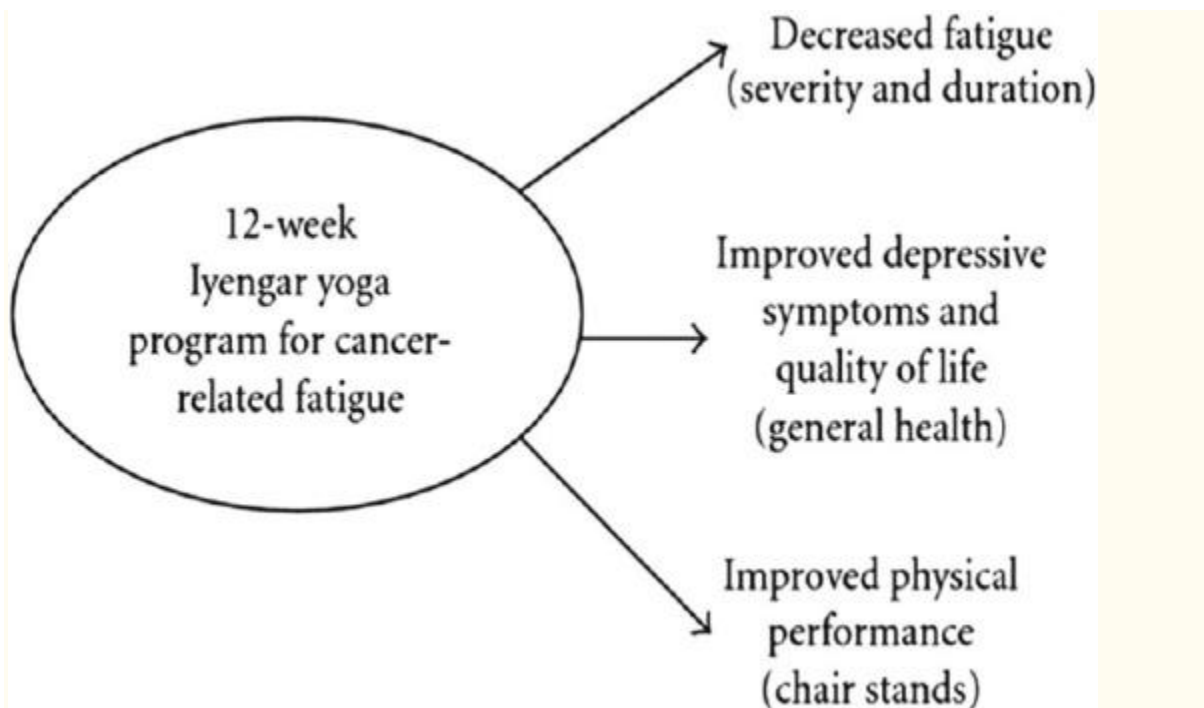 12-week
Iyengar yoga
program for cancer-
related fatigue
Decreased fatigue
(severity and duration)
Improved depressive
symptoms and
quality of life
(general health)
Improved physical
performance
(chair stands)